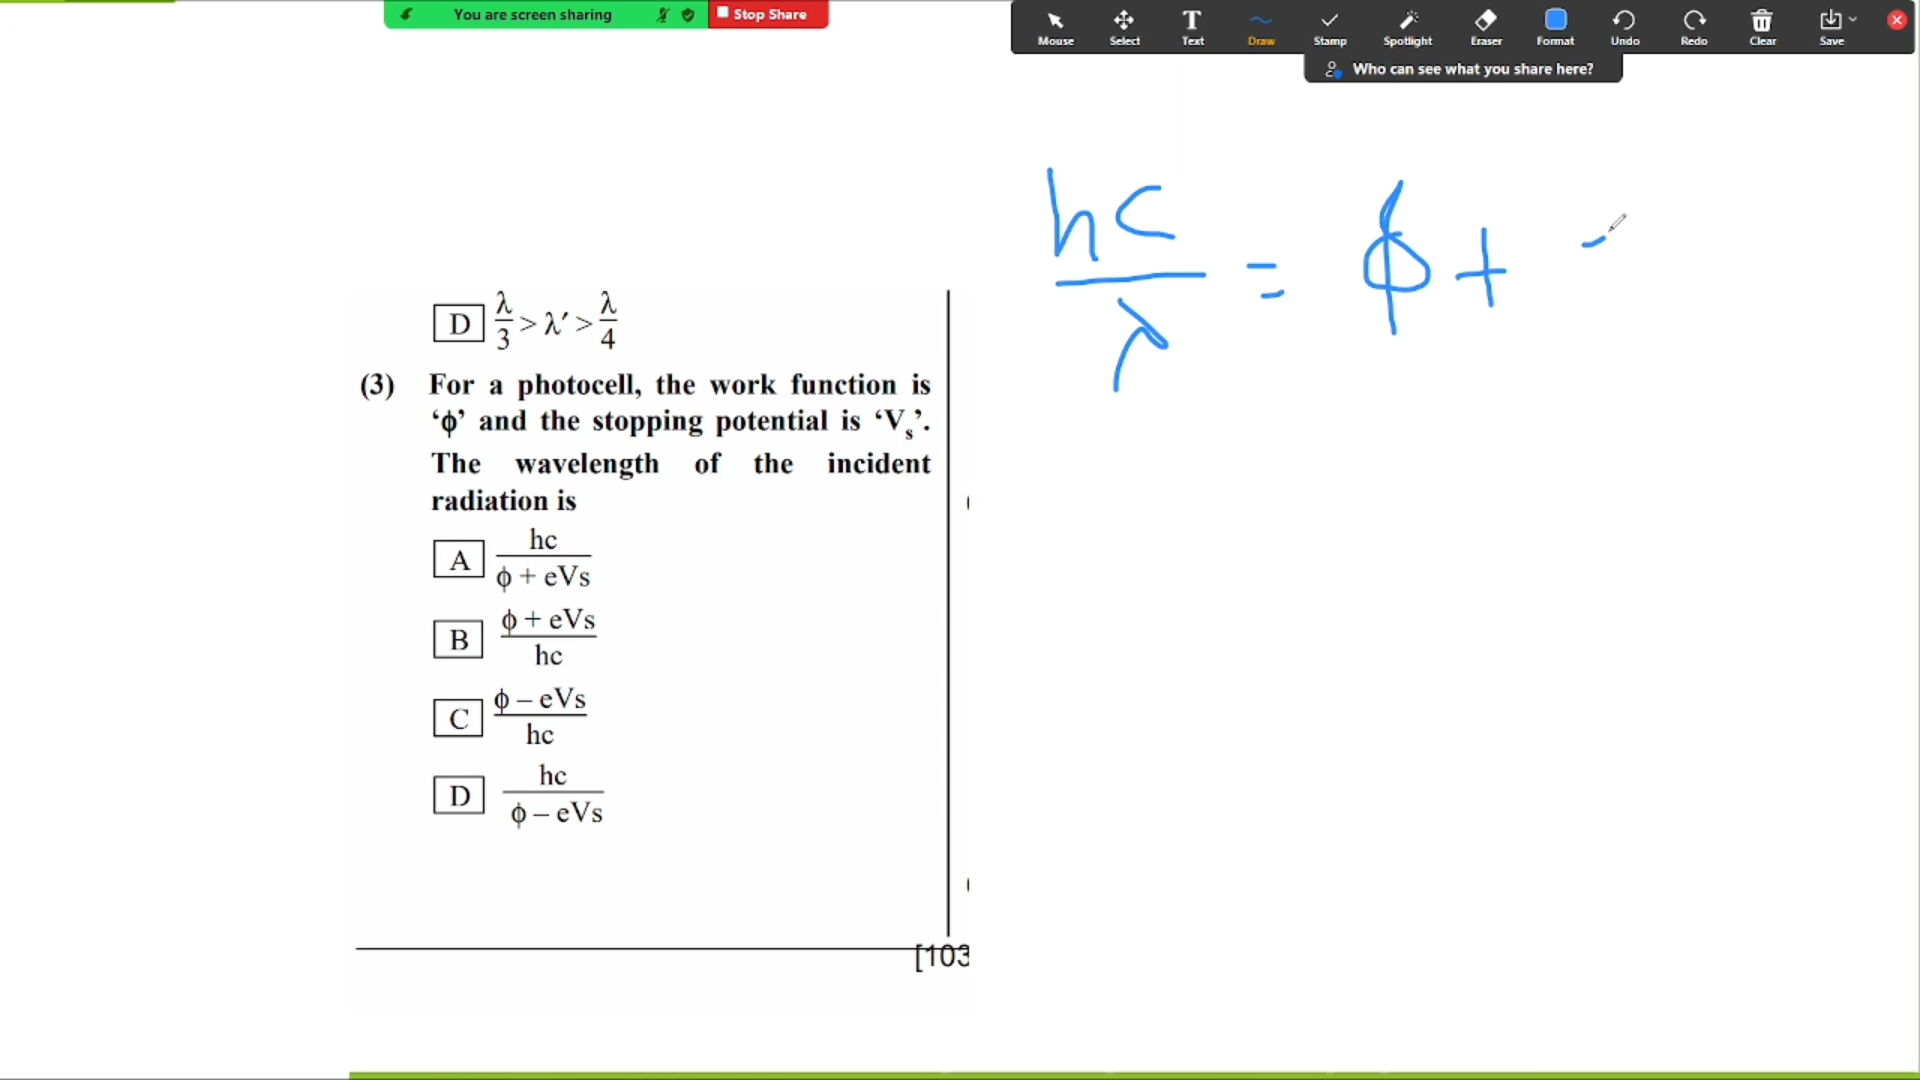 You are screen sharing
Stop Share
Mouse Select Text Draw Stamp Spotlight Eraser Format Undo Redo Clear Save
Who can see what you share here?
hc/λ = φ +
D λ/3 > λ′ > λ/4
(3) For a photocell, the work function is
‘ϕ’ and the stopping potential is ‘Vs’.
The wavelength of the incident
radiation is
A hc/ϕ + eVs
B ϕ + eVs/hc
C ϕ – eVs/hc
D hc/ϕ – eVs
[103